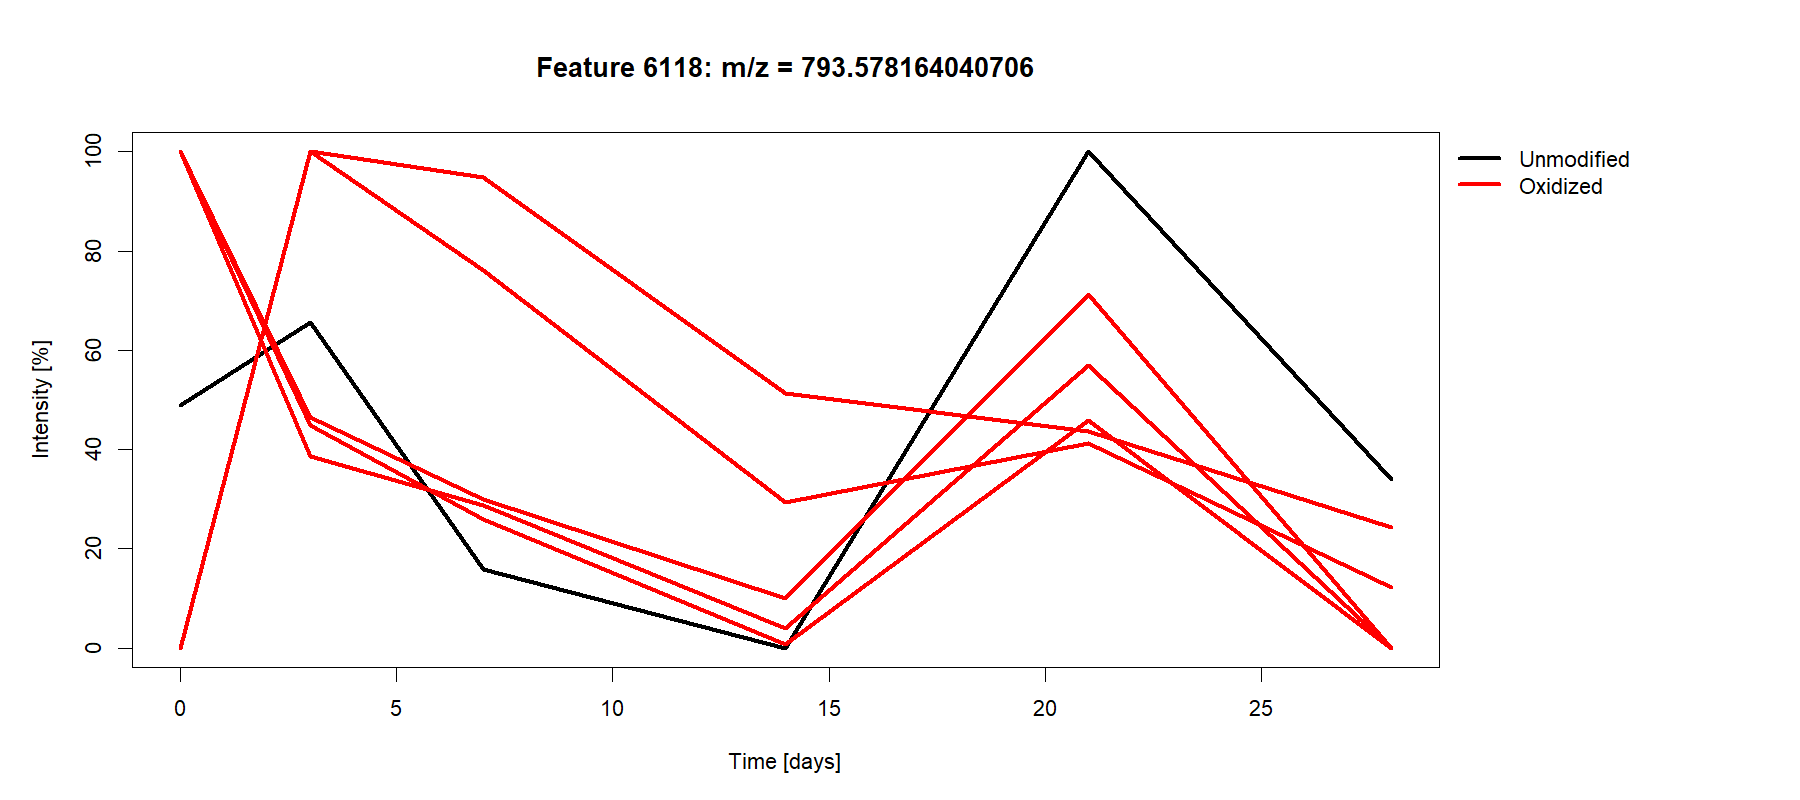 Feature 6118: m/z = 793.578164040706
Unmodified
Oxidized
100
80
60
40
20
0
Intensity [%]
0 5 10 15 20 25
Time [days]